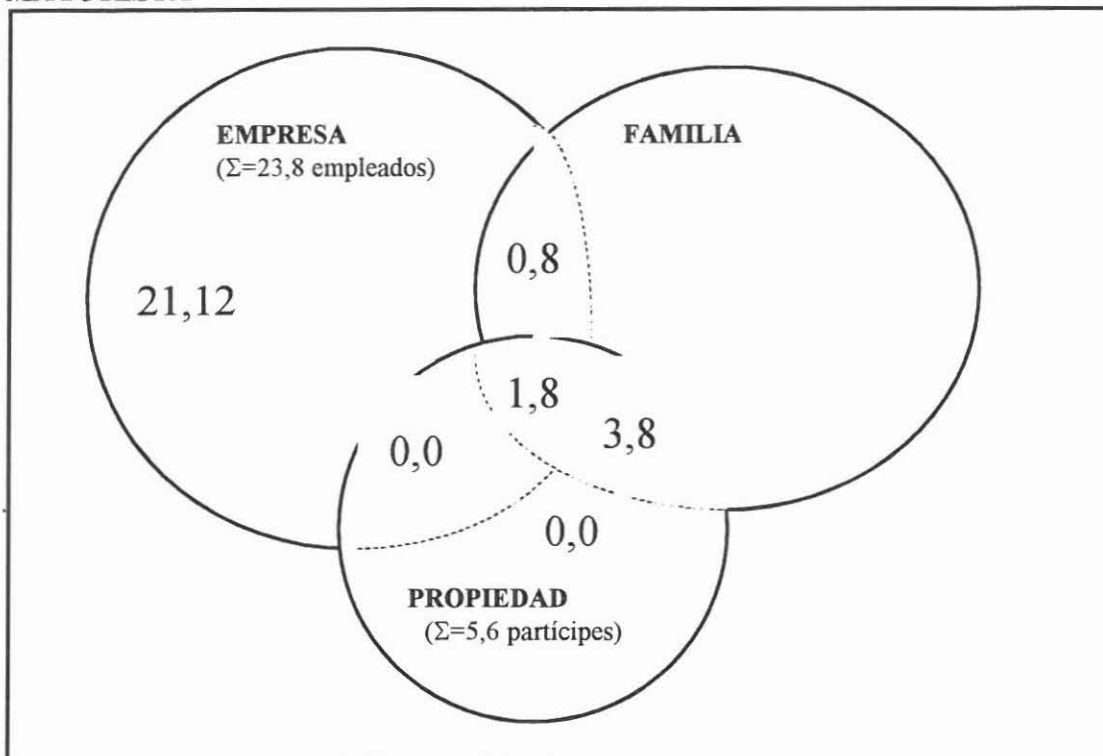 EMPRESA
(Σ=23,8 empleados)
FAMILIA
0,8
21,12
1,8
3,8
0,0
0,0
PROPIEDAD
(Σ=5,6 partícipes)